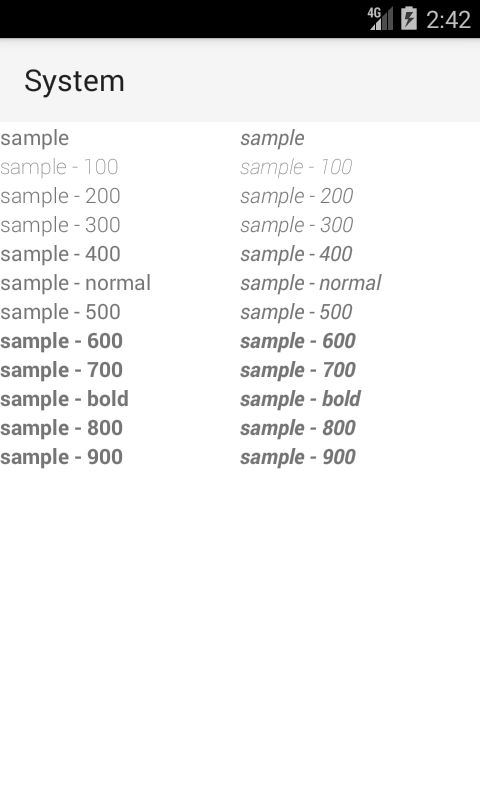 4G 2:42
System
sample sample
sample - 100 sample - 100
sample - 200 sample - 200
sample - 300 sample - 300
sample - 400 sample - 400
sample - normal sample - normal
sample - 500 sample - 500
sample - 600 sample - 600
sample - 700 sample - 700
sample - bold sample - bold
sample - 800 sample - 800
sample - 900 sample - 900